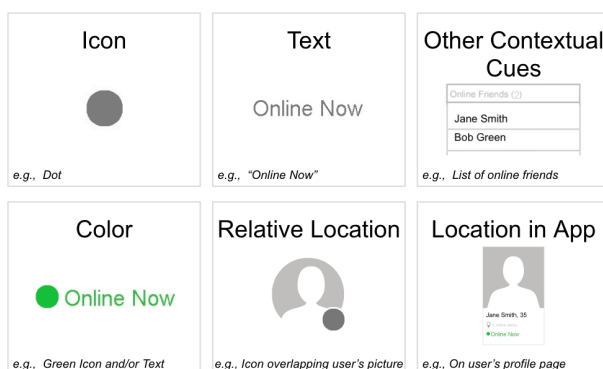 Icon
e.g., Dot
Text
Online Now
e.g., "Online Now"
Other Contextual
Cues
Online Friends (2)
Jane Smith
Bob Green
e.g., List of online friends
Color
Online Now
e.g., Green Icon and/or Text
Relative Location
e.g., Icon overlapping user's picture
Location in App
Jane Smith, 35
Online Now
e.g., On user's profile page